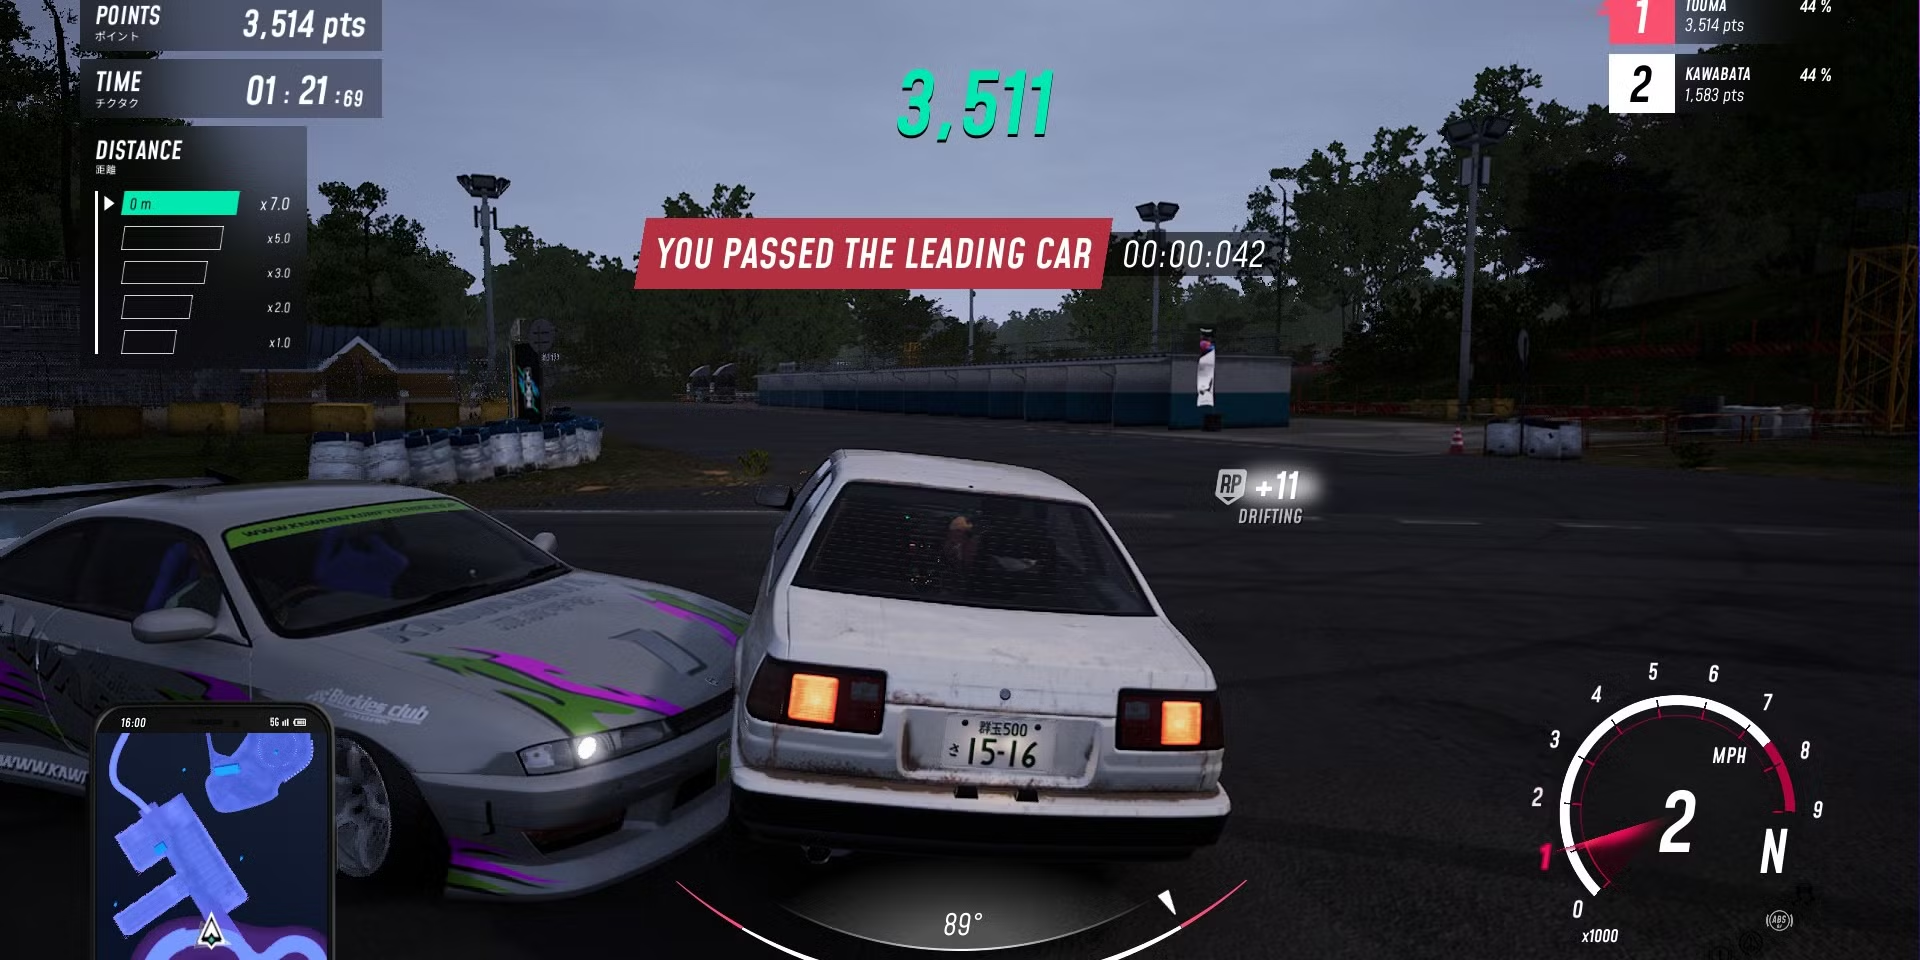 POINTS
ポイント
3,514 pts
TIME
チクタク
01:21:69
DISTANCE
距離
0 m
x7.0
x5.0
x3.0
x2.0
x1.0
3,511
YOU PASSED THE LEADING CAR
00:00:042
1
TOUMA
44 %
3,514 pts
2
KAWABATA
44 %
1,583 pts
RP +11
DRIFTING
Buckies club
16:00
5G
群玉500
さ 15-16
89°
0
1
2
3
4
5
6
7
8
9
MPH
2
N
x1000
ABS